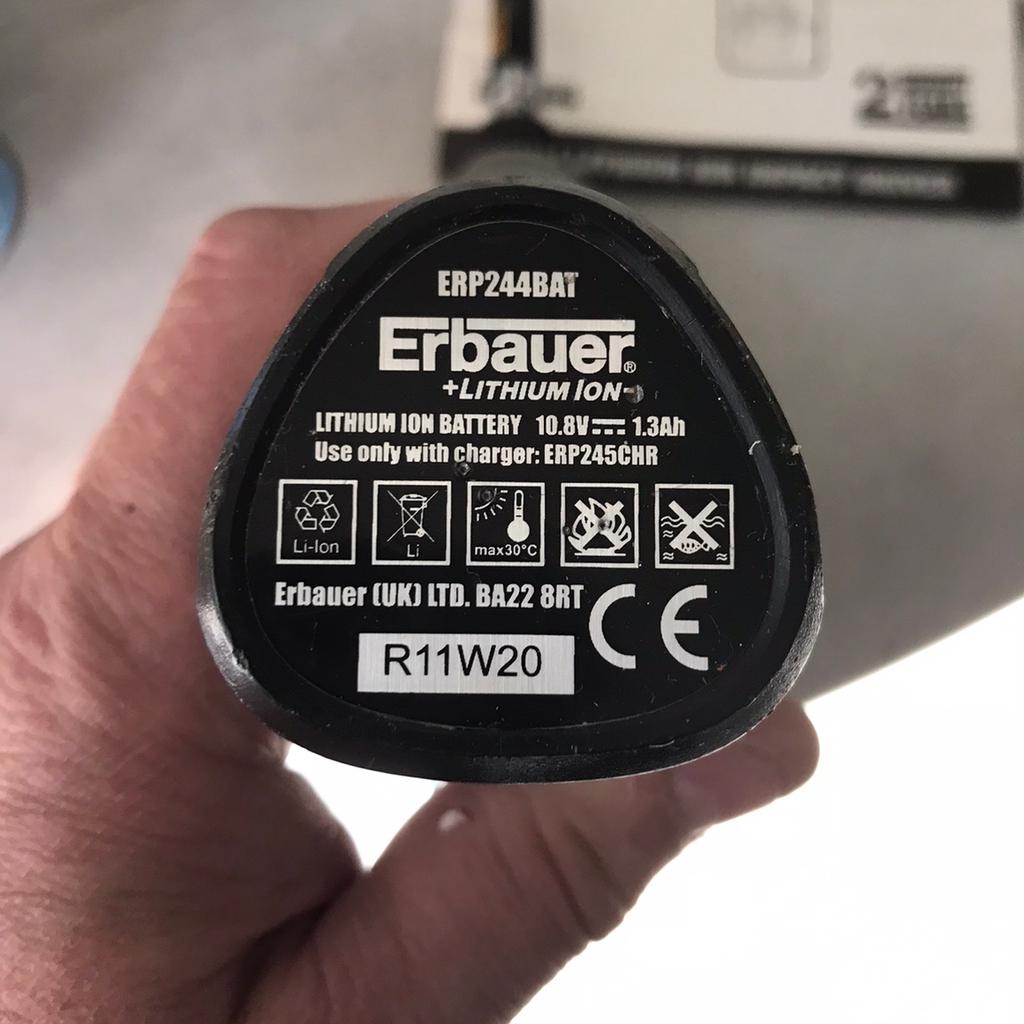 2
ERP244BAT
Erbauer®
+LITHIUM ION-
LITHIUM ION BATTERY 10.8V⎓ 1.3Ah
Use only with charger: ERP245CHR
Li-Ion
Li
max30°C
Erbauer (UK) LTD. BA22 8RT
CE
R11W20